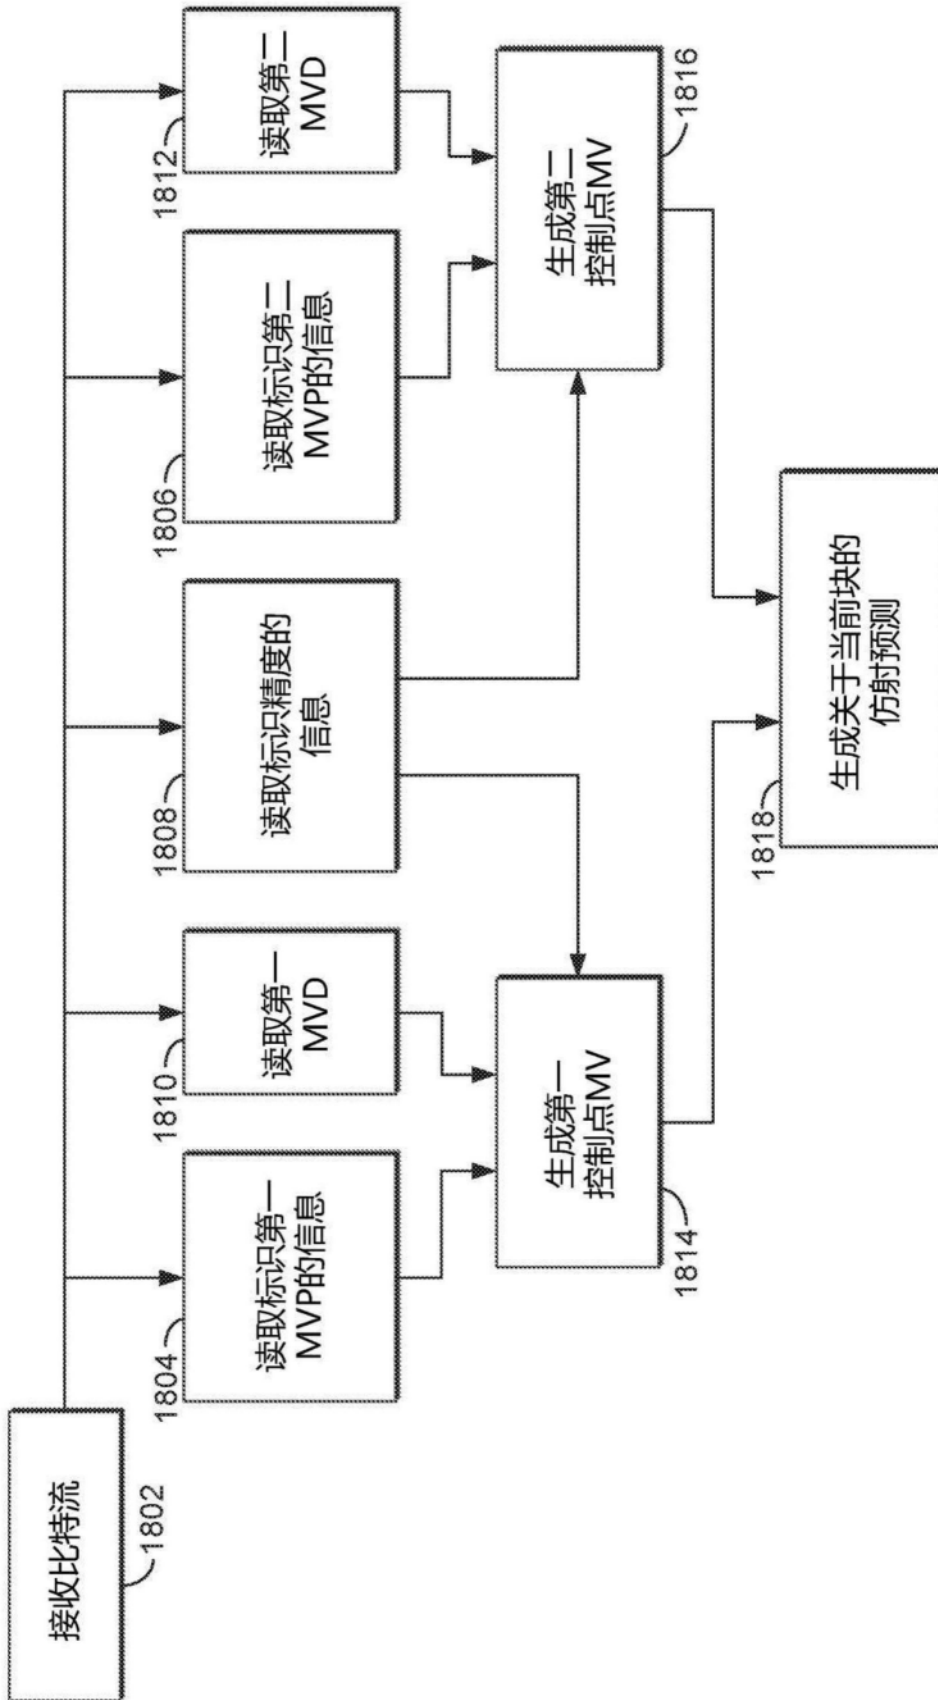 接收比特流
1802
读取标识第一
MVP的信息
1804
读取第一
MVD
1810
读取标识精度的
信息
1808
读取标识第二
MVP的信息
1806
读取第二
MVD
1812
生成第一
控制点MV
1814
生成第二
控制点MV
1816
生成关于当前块的
仿射预测
1818